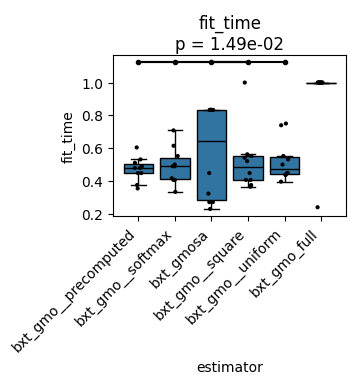 fit_time
p = 1.49e-02
fit_time
1.0
0.8
0.6
0.4
0.2
bxt_gmo__precomputed
bxt_gmo__softmax
bxt_gmosa
bxt_gmo__square
bxt_gmo__uniform
bxt_gmo_full
estimator